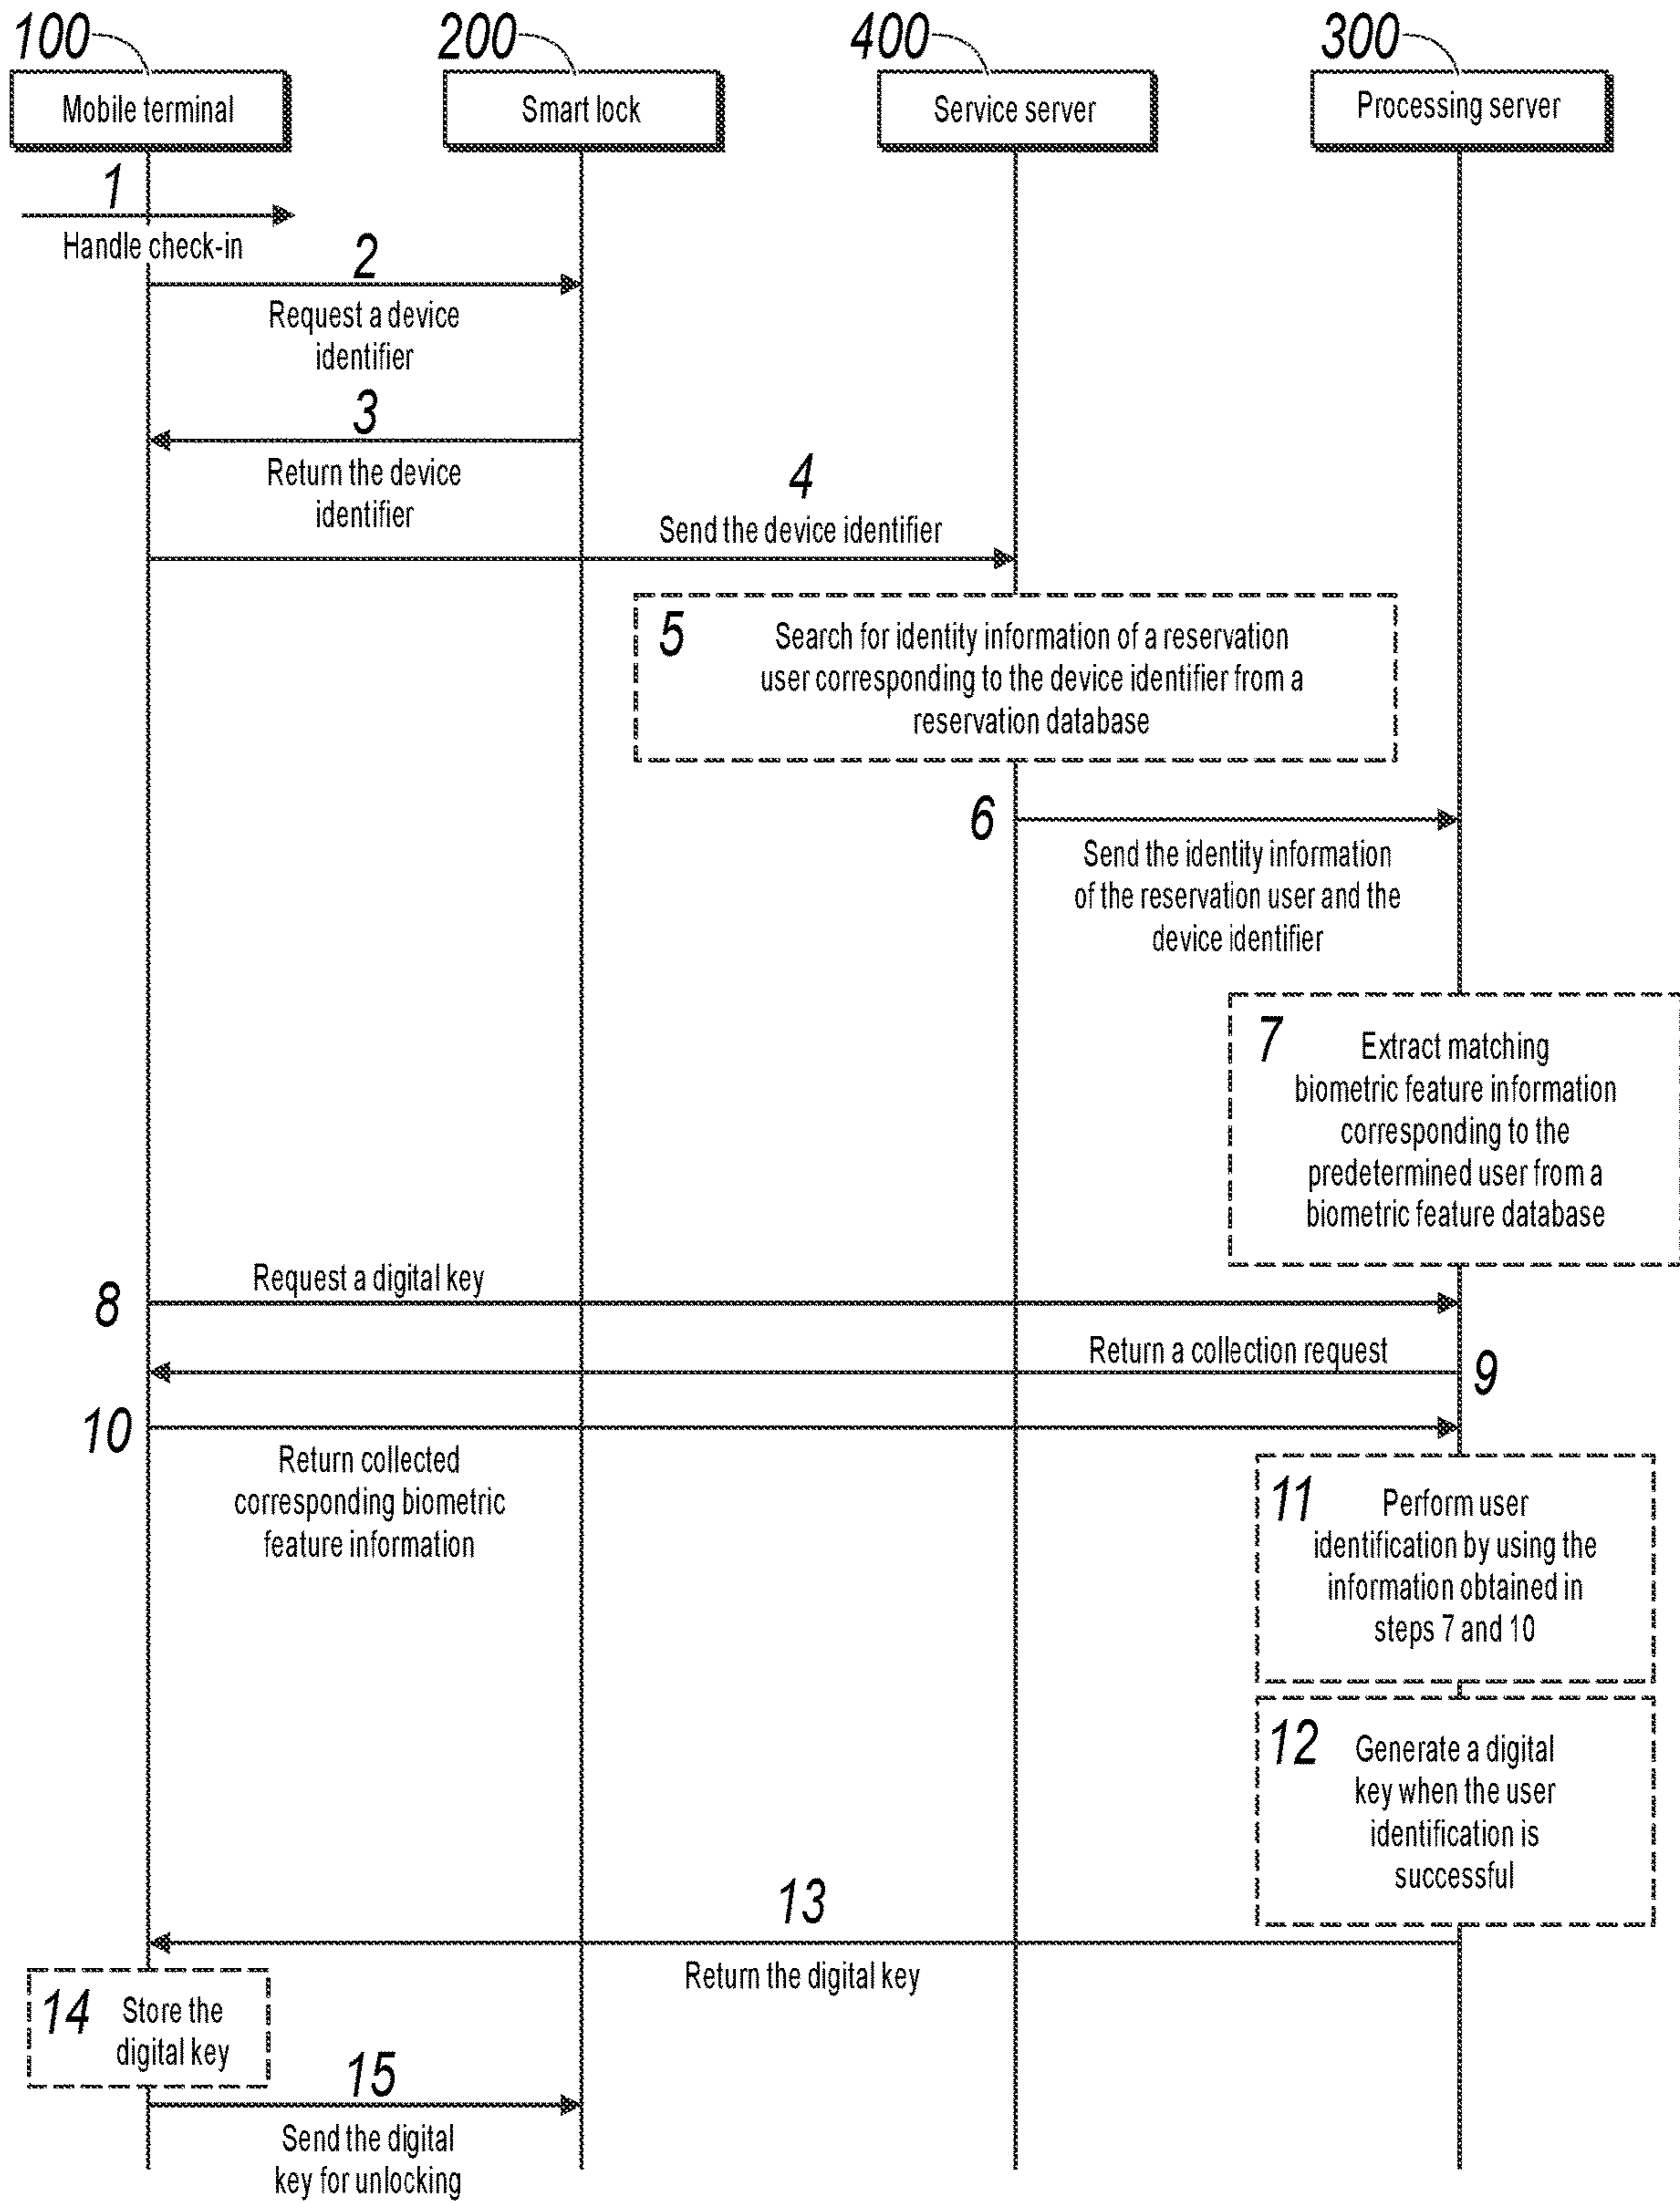 100
200
400
300
Mobile terminal
Smart lock
Service server
Processing server
1
Handle check-in
2
Request a device
identifier
3
Return the device
identifier
4
Send the device identifier
5
Search for identity information of a reservation
user corresponding to the device identifier from a
reservation database
6
Send the identity information
of the reservation user and the
device identifier
7
Extract matching
biometric feature information
corresponding to the
predetermined user from a
biometric feature database
8
Request a digital key
Return a collection request
9
10
Return collected
corresponding biometric
feature information
11
Perform user
identification by using the
information obtained in
steps 7 and 10
12
Generate a digital
key when the user
identification is
successful
13
Return the digital key
14
Store the
digital key
15
Send the digital
key for unlocking